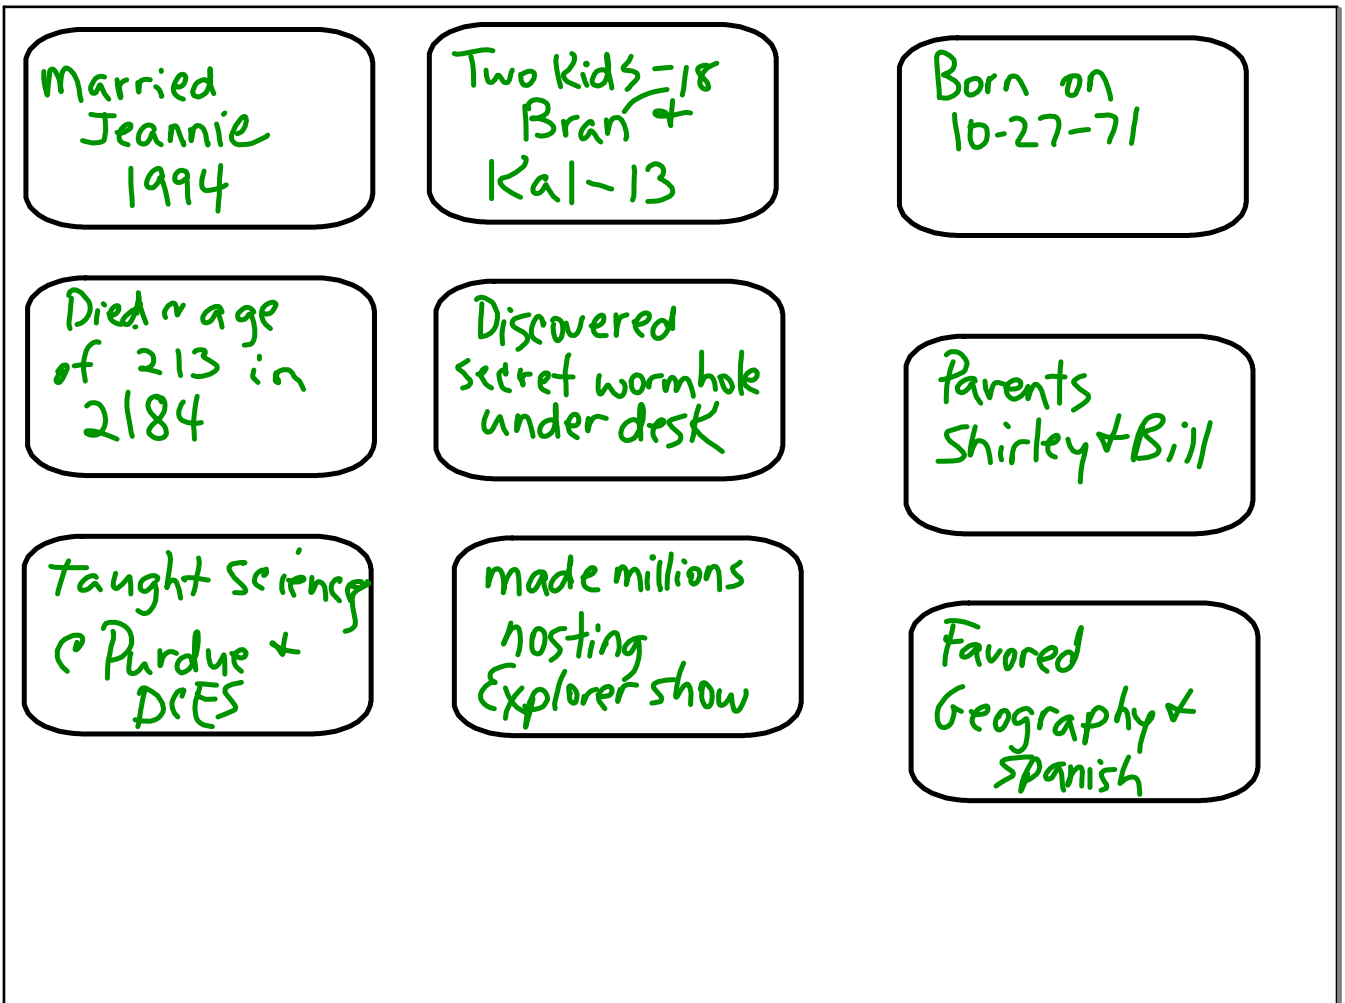 Married
Jeannie
1994
Two Kids - 18
Bran +
Kal - 13
Born on
10-27-71
Died ~ age
of 213 in
2184
Discovered
secret wormhole
under desk
Parents
Shirley + Bill
Taught Science
@ Purdue +
DCES
made millions
hosting
Explorer show
Favored
Geography +
Spanish